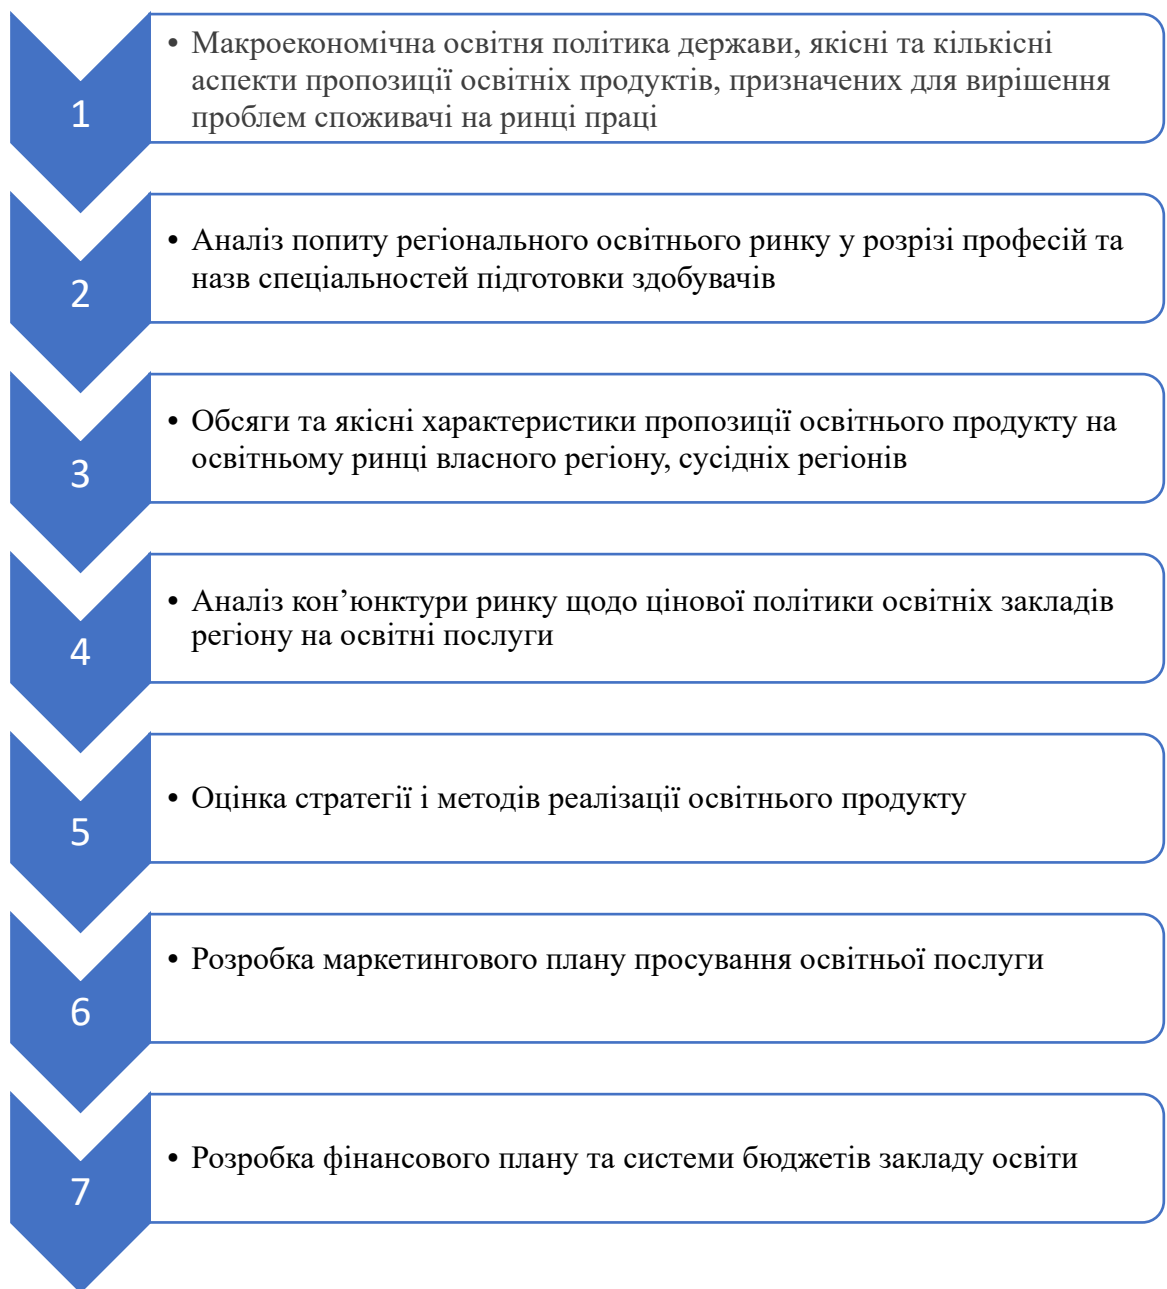 1
• Макроекономічна освітня політика держави, якісні та кількісні
аспекти пропозиції освітніх продуктів, призначених для вирішення
проблем споживачі на ринці праці
2
• Аналіз попиту регіонального освітнього ринку у розрізі професій та
назв спеціальностей підготовки здобувачів
3
• Обсяги та якісні характеристики пропозиції освітнього продукту на
освітньому ринці власного регіону, сусідніх регіонів
4
• Аналіз кон’юнктури ринку щодо цінової політики освітніх закладів
регіону на освітні послуги
5
• Оцінка стратегії і методів реалізації освітнього продукту
6
• Розробка маркетингового плану просування освітньої послуги
7
• Розробка фінансового плану та системи бюджетів закладу освіти